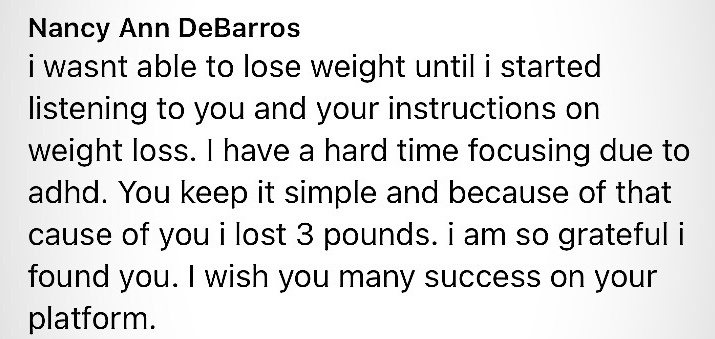 Nancy Ann DeBarros
i wasnt able to lose weight until i started
listening to you and your instructions on
weight loss. I have a hard time focusing due to
adhd. You keep it simple and because of that
cause of you i lost 3 pounds. i am so grateful i
found you. I wish you many success on your
platform.